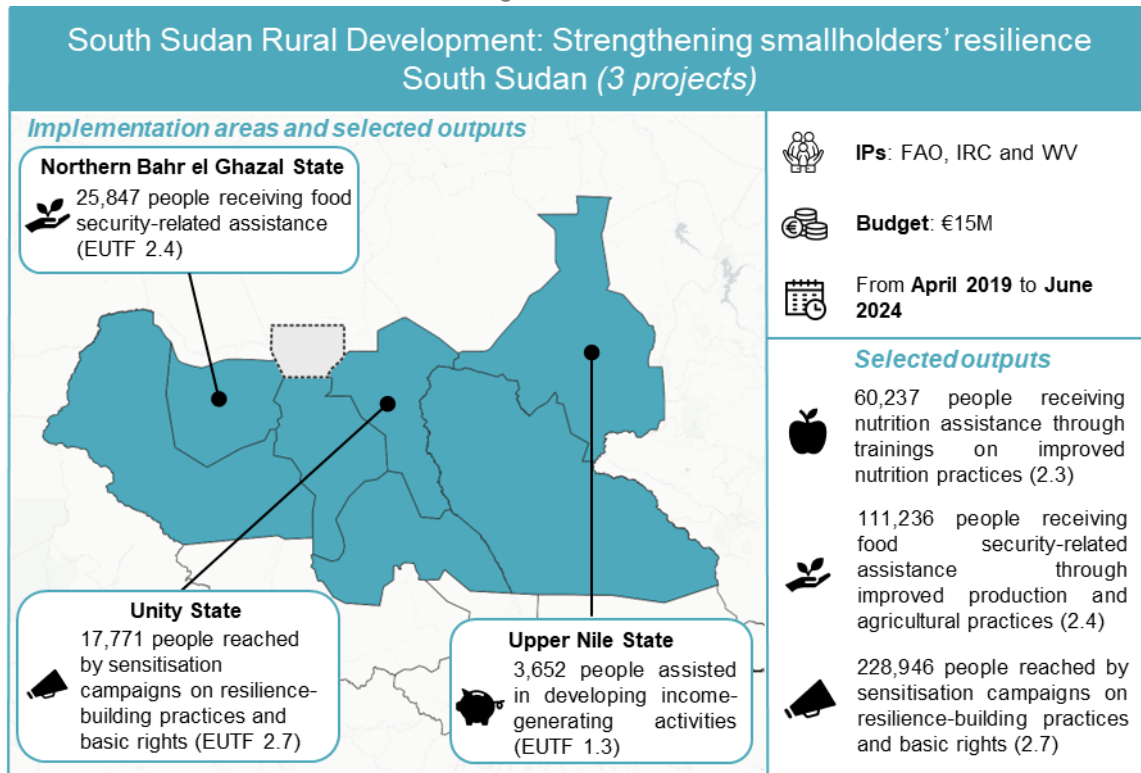 South Sudan Rural Development: Strengthening smallholders' resilience
South Sudan (3 projects)
Implementation areas and selected outputs
Northern Bahr el Ghazal State
25,847 people receiving food
security-related assistance
(EUTF 2.4)
Unity State
17,771 people reached
by sensitisation
campaigns on resilience-
building practices and
basic rights (EUTF 2.7)
Upper Nile State
3,652 people assisted
in developing income-
generating activities
(EUTF 1.3)
IPs: FAO, IRC and WV
Budget: €15M
From April 2019 to June
2024
Selected outputs
60,237 people receiving
nutrition assistance through
trainings on improved
nutrition practices (2.3)
111,236 people receiving
food security-related
assistance through
improved production and
agricultural practices (2.4)
228,946 people reached by
sensitisation campaigns on
resilience-building practices
and basic rights (2.7)